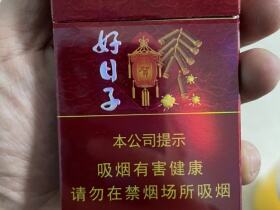 好日子
本公司提示
吸烟有害健康
请勿在禁烟场所吸烟